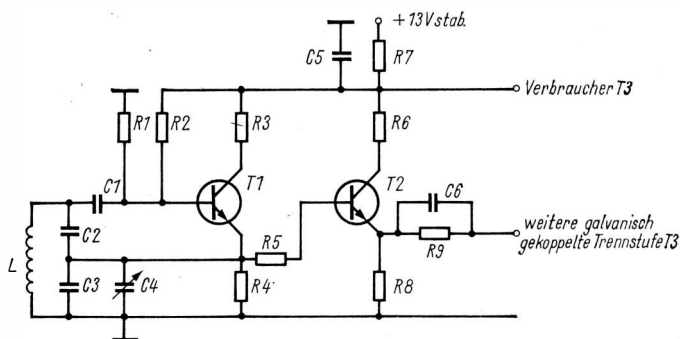 +13V stab.
C5
R7
Verbraucher T3
R1
R2
R3
R6
C1
T1
T2
C6
C2
R5
R9
weitere galvanisch
gekoppelte Trennstufe T3
L
C3
C4
R4
R8